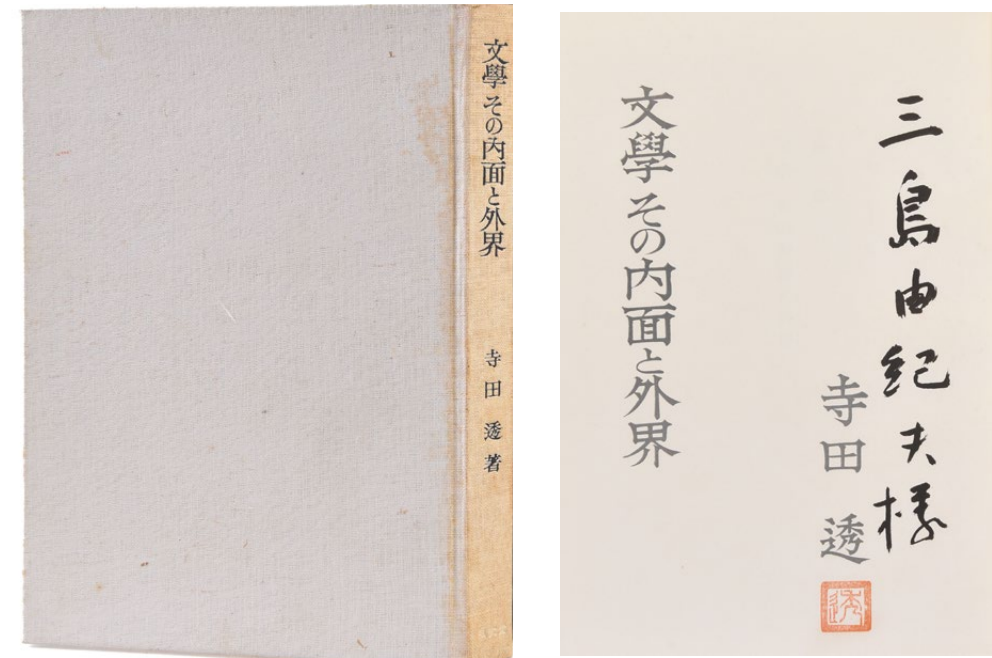 文學 その内面と外界
寺田 透 著
三島由紀夫様
文學 その内面と外界
寺田 透
透